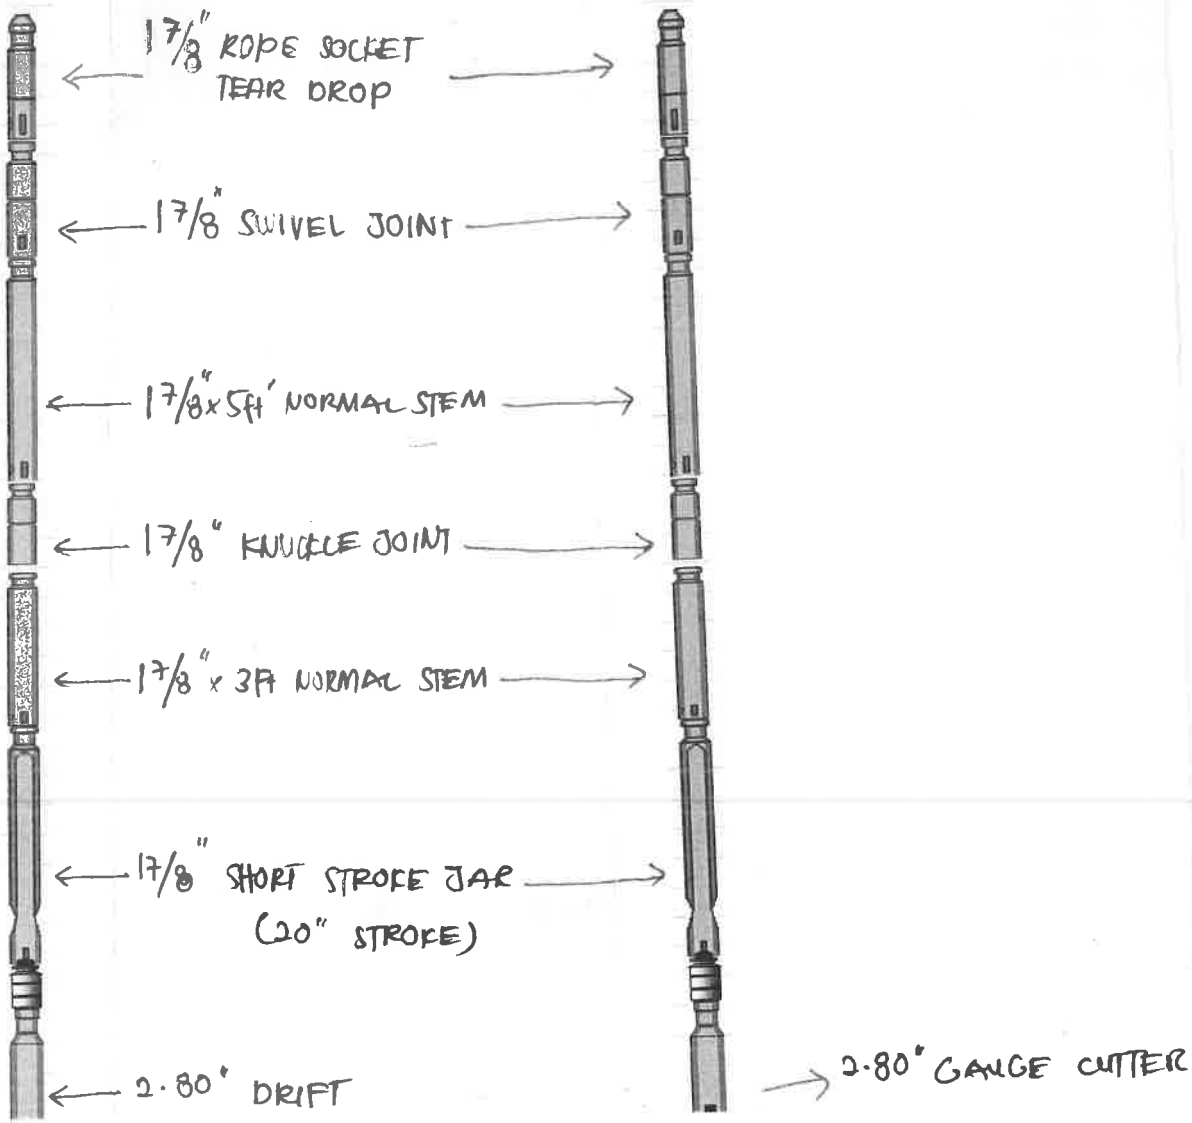 1 7/8" ROPE SOCKET
TEAR DROP
1 7/8" SWIVEL JOINT
1 7/8" x 5ft' NORMAL STEM
1 7/8" KNUCKLE JOINT
1 7/8" x 3Ft NORMAL STEM
1 7/8" SHORT STROKE JAR
(20" STROKE)
2.80" DRIFT
2.80" GAUGE CUTTER